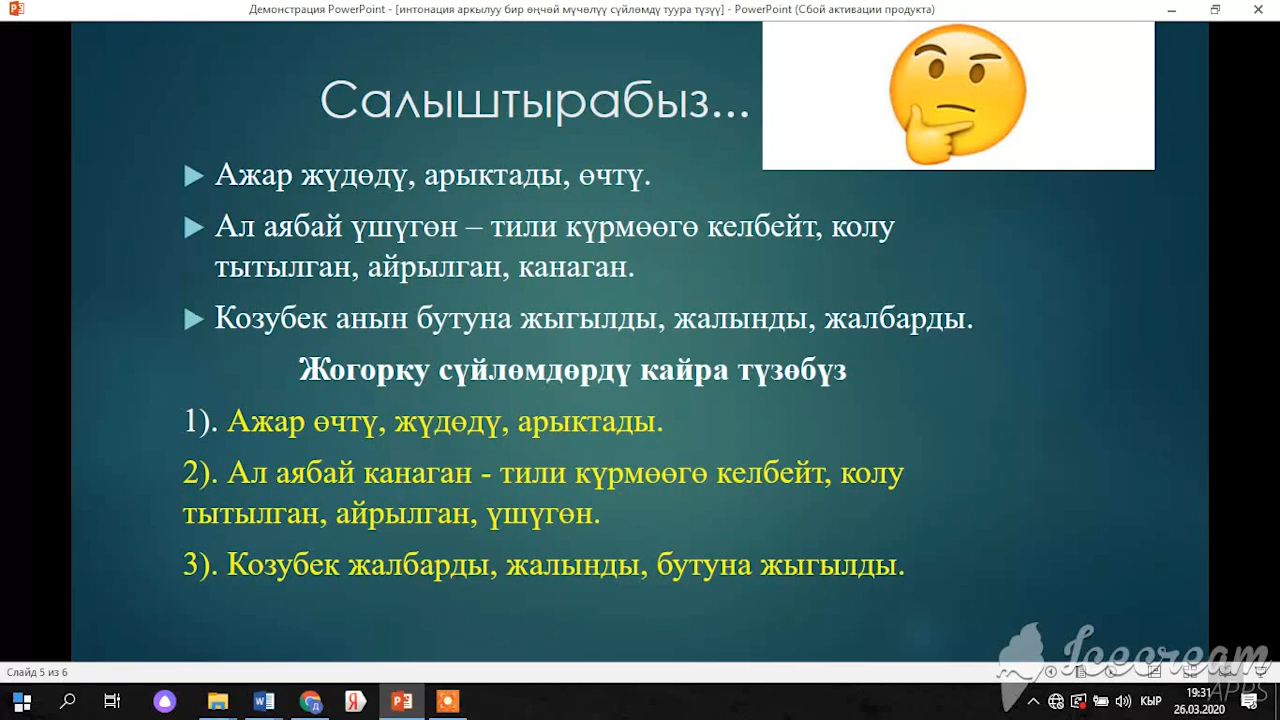 Демонстрация PowerPoint - [интонация аркылуу бир өңчөй мүчөлүү сүйлөмдү туура түзүү] - PowerPoint (Сбой активации продукта)
Салыштырабыз...
Ажар жүдөдү, арыктады, өчтү.
Ал аябай үшүгөн – тили күрмөөгө келбейт, колу
тытылган, айрылган, канаган.
Козубек анын бутуна жыгылды, жалынды, жалбарды.
Жогорку сүйлөмдөрдү кайра түзөбүз
1). Ажар өчтү, жүдөдү, арыктады.
2). Ал аябай канаган - тили күрмөөгө келбейт, колу
тытылган, айрылган, үшүгөн.
3). Козубек жалбарды, жалынды, бутуна жыгылды.
Icecream
APPS
Слайд 5 из 6
КЫР
19:31
26.03.2020